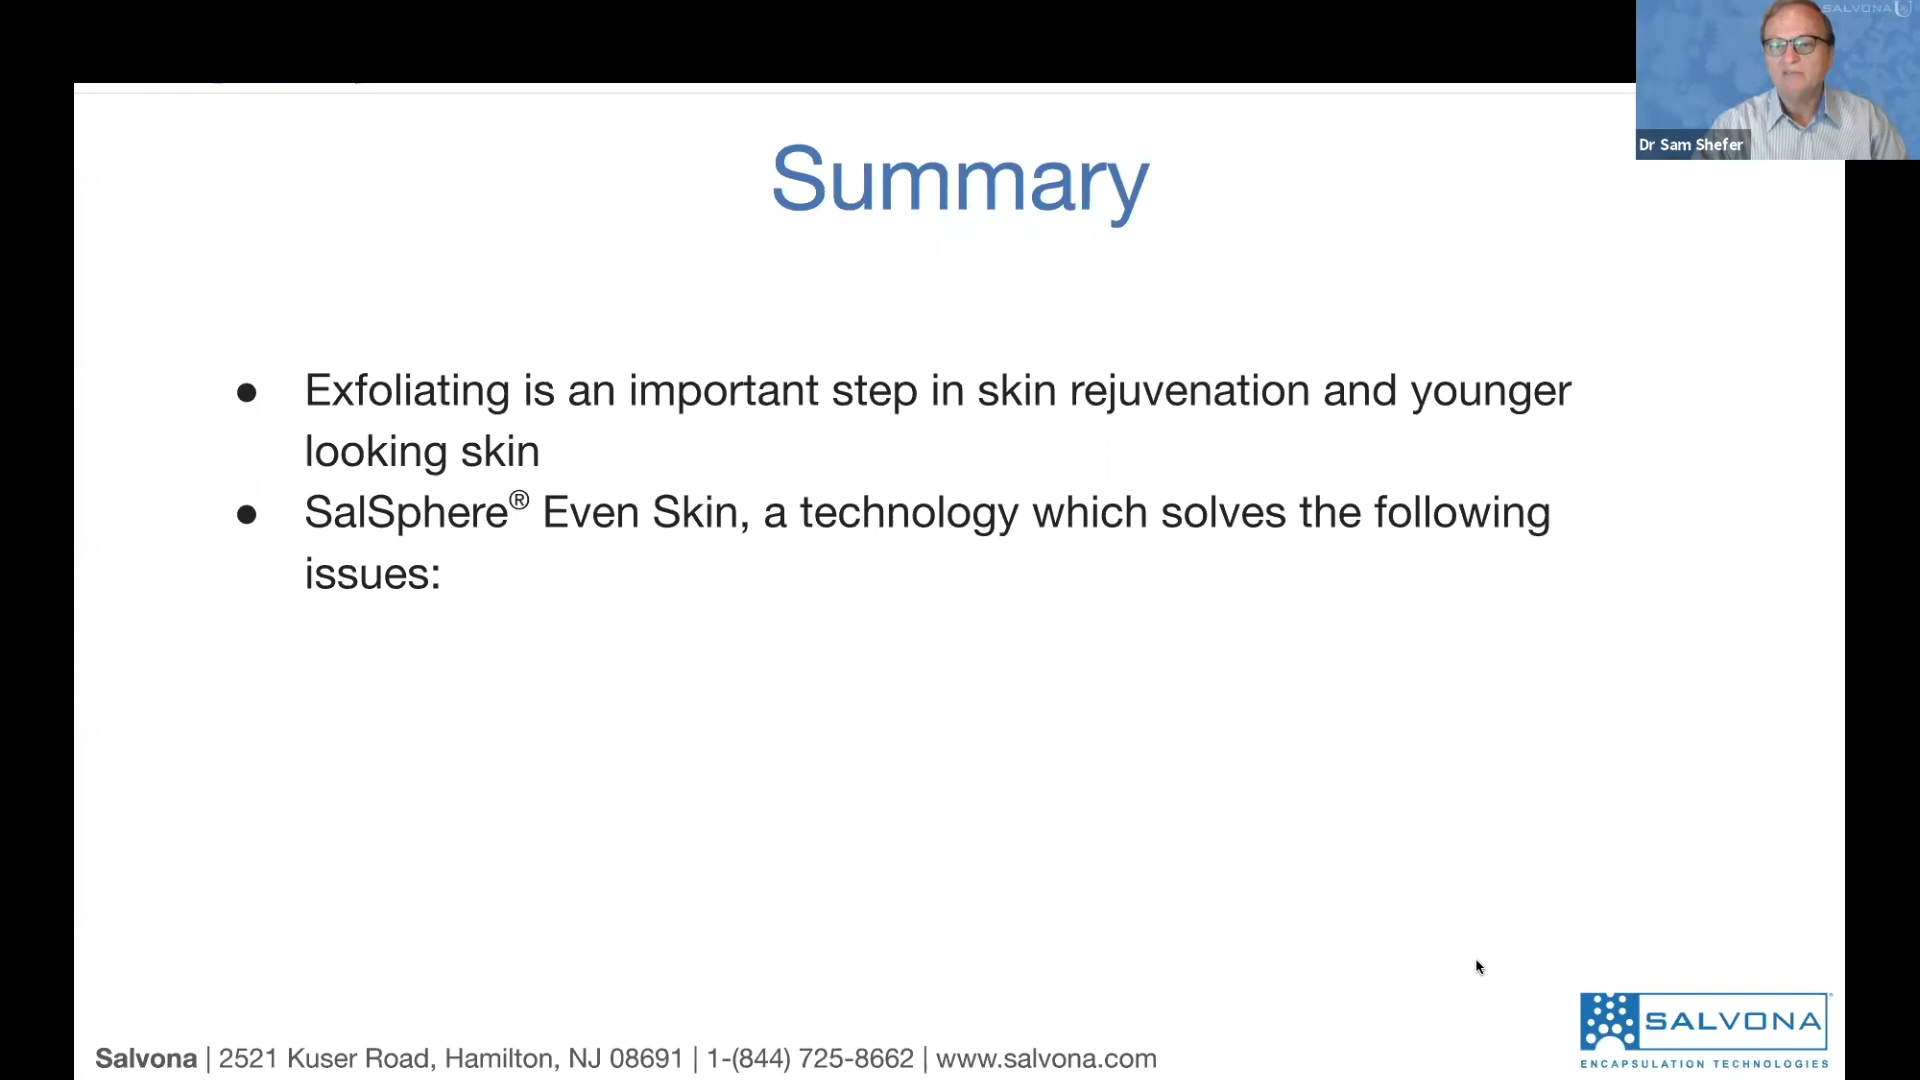 SALVONA U
Dr Sam Shefer
Summary
● Exfoliating is an important step in skin rejuvenation and younger
looking skin
● SalSphere® Even Skin, a technology which solves the following
issues:
SALVONA
ENCAPSULATION TECHNOLOGIES
Salvona | 2521 Kuser Road, Hamilton, NJ 08691 | 1-(844) 725-8662 | www.salvona.com